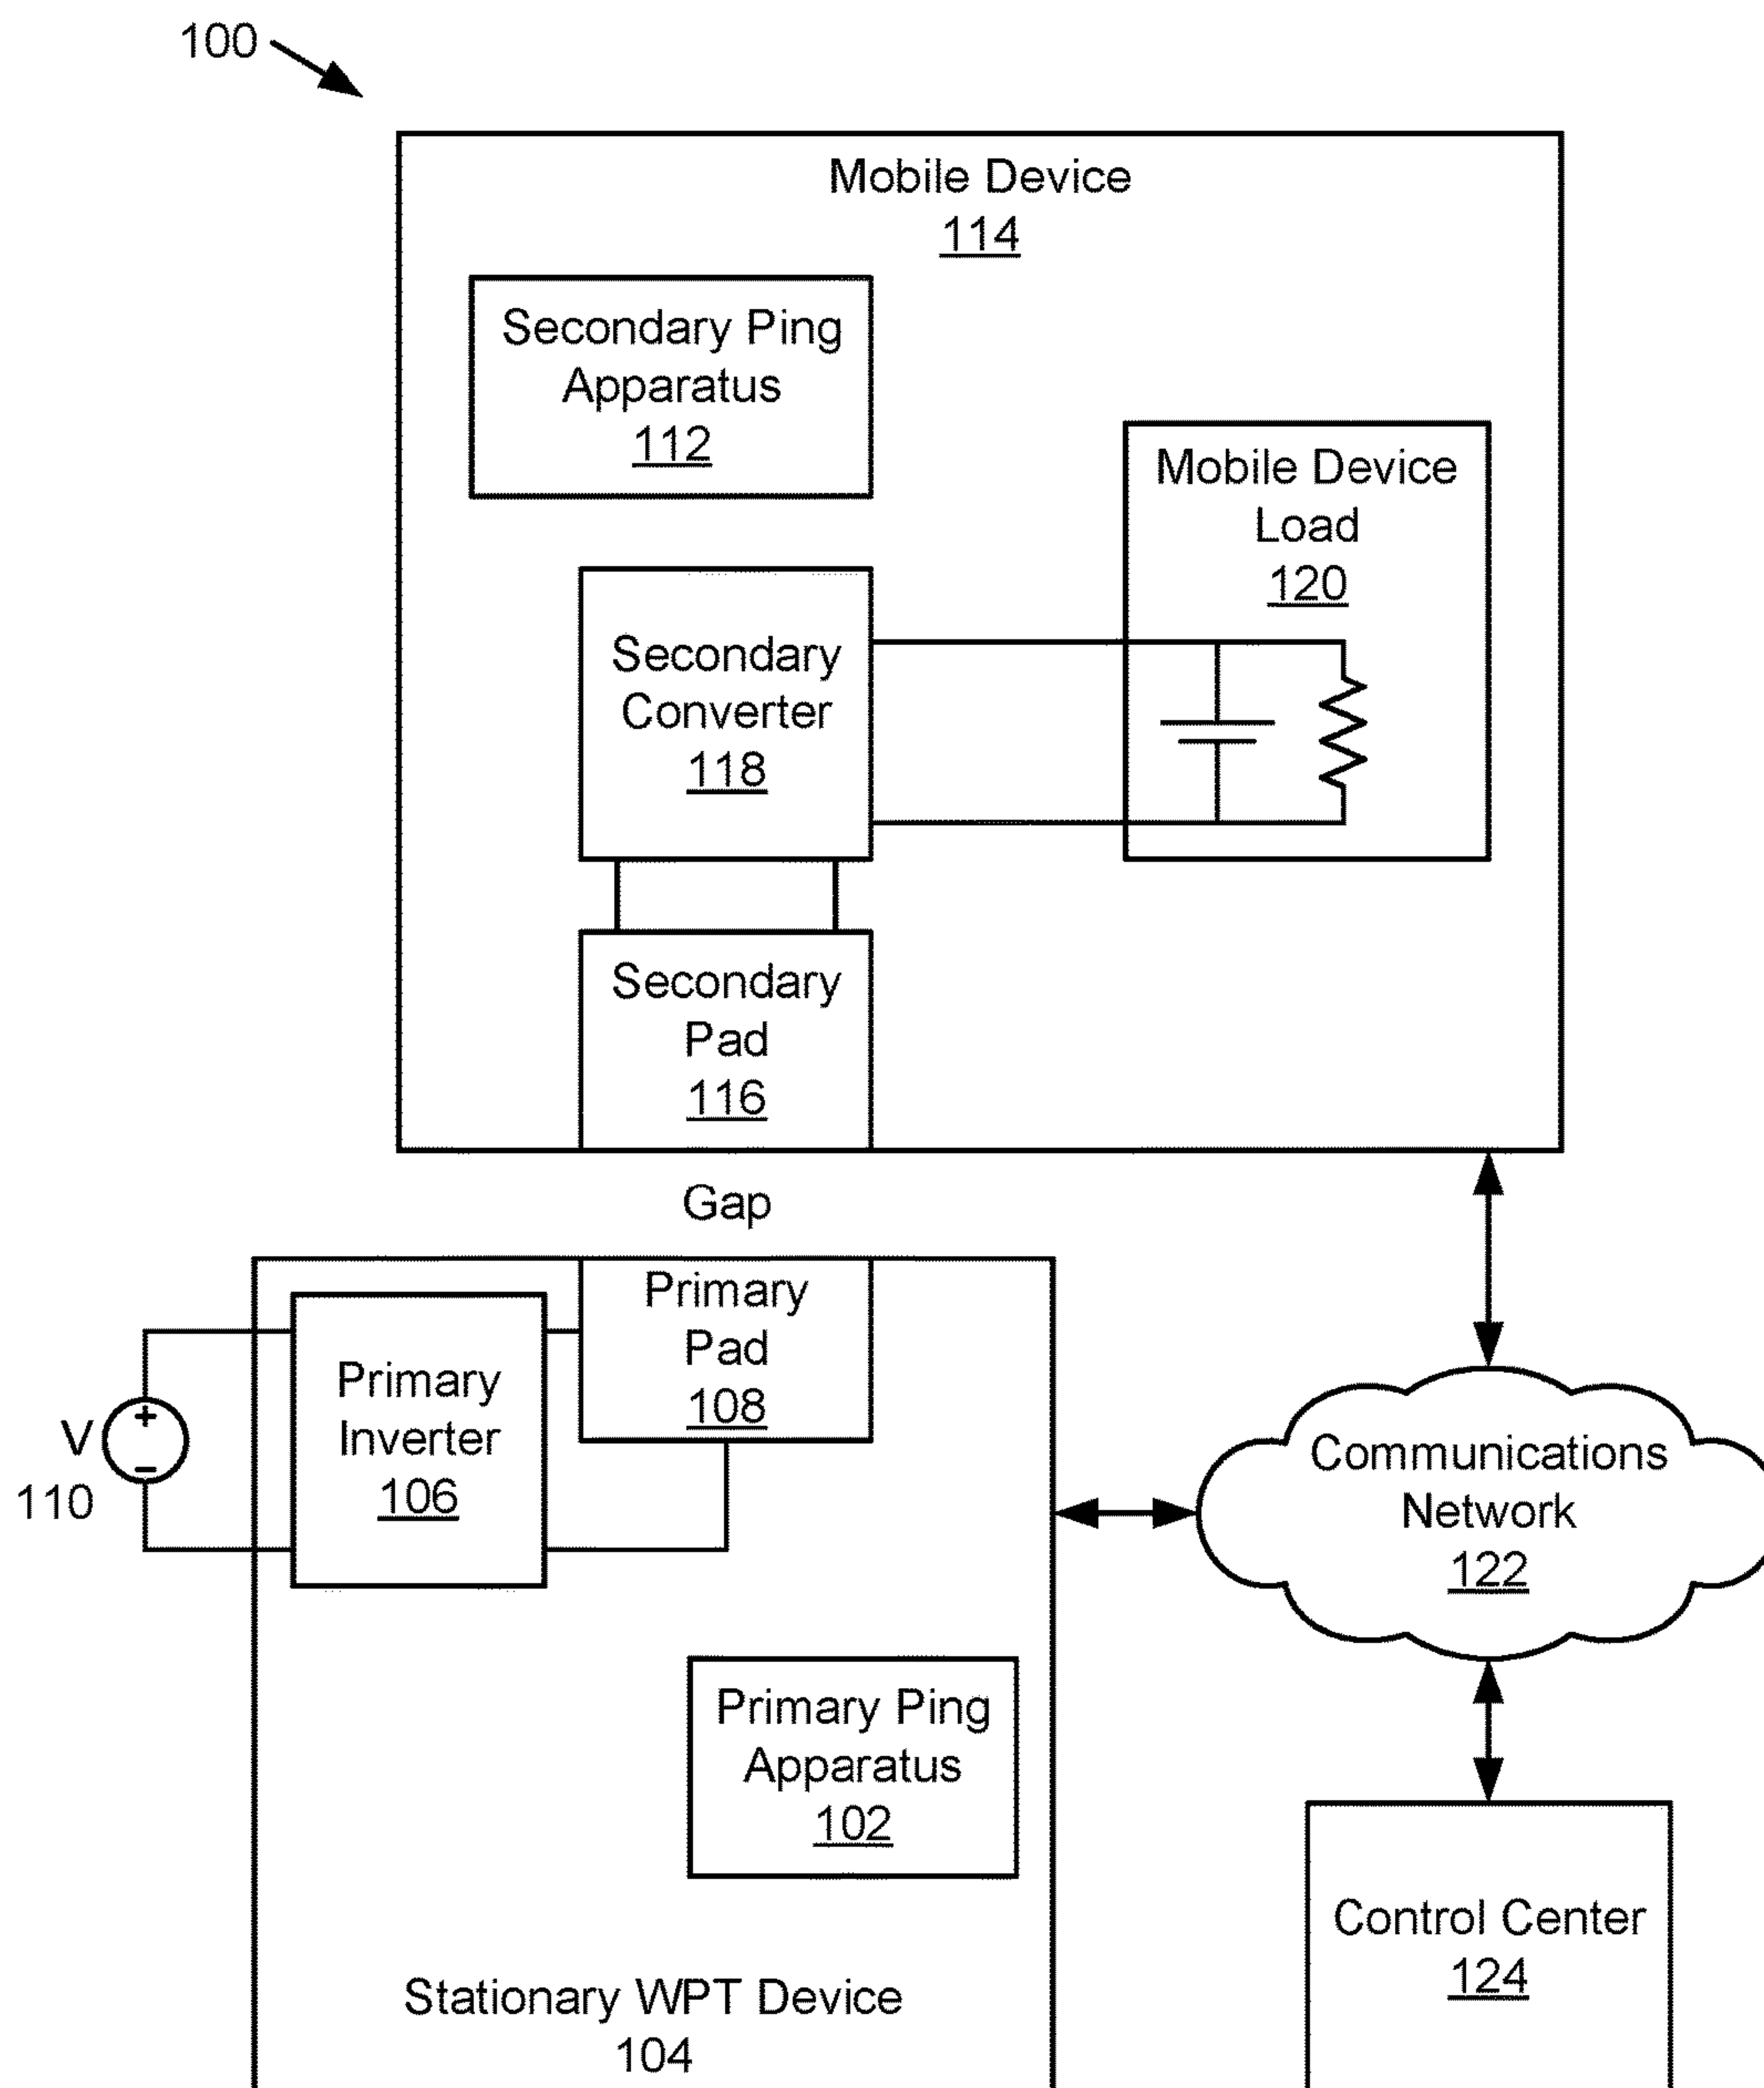 100
Mobile Device
114
Secondary Ping
Apparatus
112
Mobile Device
Load
120
Secondary
Converter
118
Secondary
Pad
116
Gap
Primary
Pad
108
Primary
Inverter
106
+
V
−
110
Communications
Network
122
Primary Ping
Apparatus
102
Control Center
124
Stationary WPT Device
104